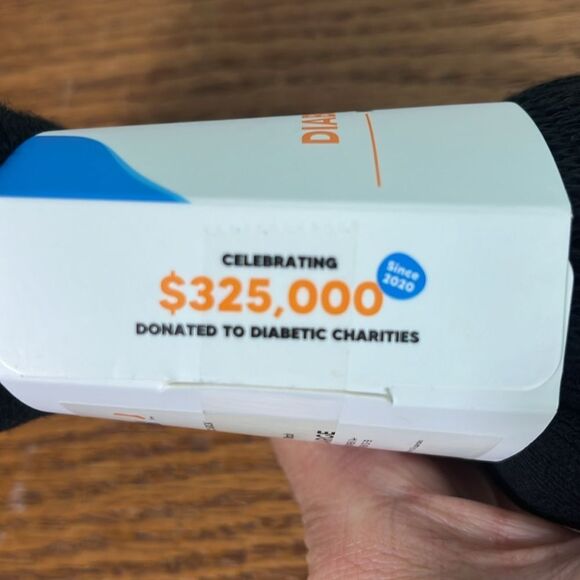 CELEBRATING
$325,000
Since
2020
DONATED TO DIABETIC CHARITIES